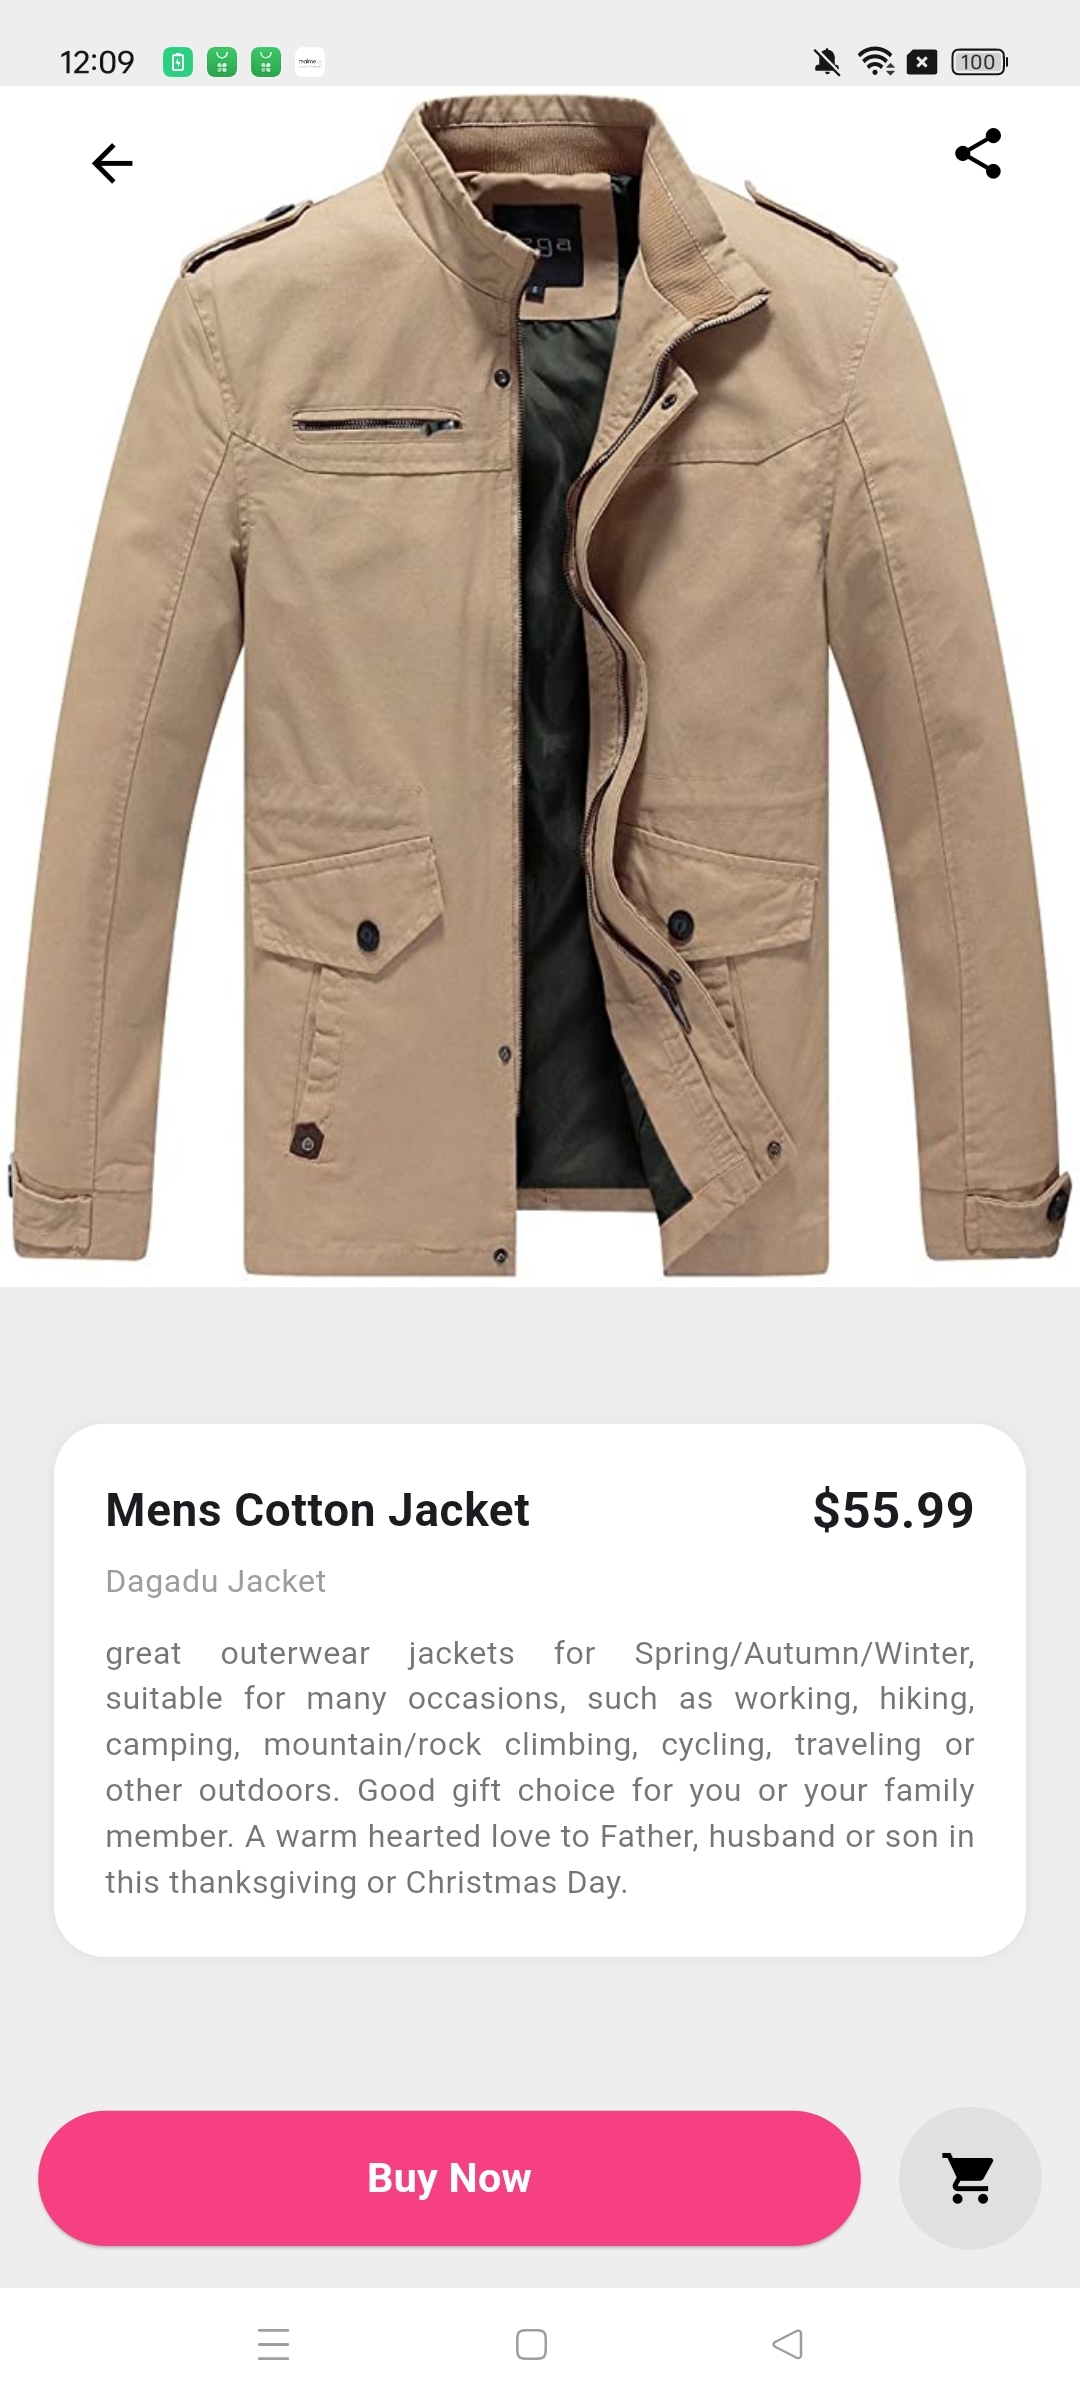 12:09
100
Mens Cotton Jacket
$55.99
Dagadu Jacket
great outerwear jackets for Spring/Autumn/Winter,
suitable for many occasions, such as working, hiking,
camping, mountain/rock climbing, cycling, traveling or
other outdoors. Good gift choice for you or your family
member. A warm hearted love to Father, husband or son in
this thanksgiving or Christmas Day.
Buy Now